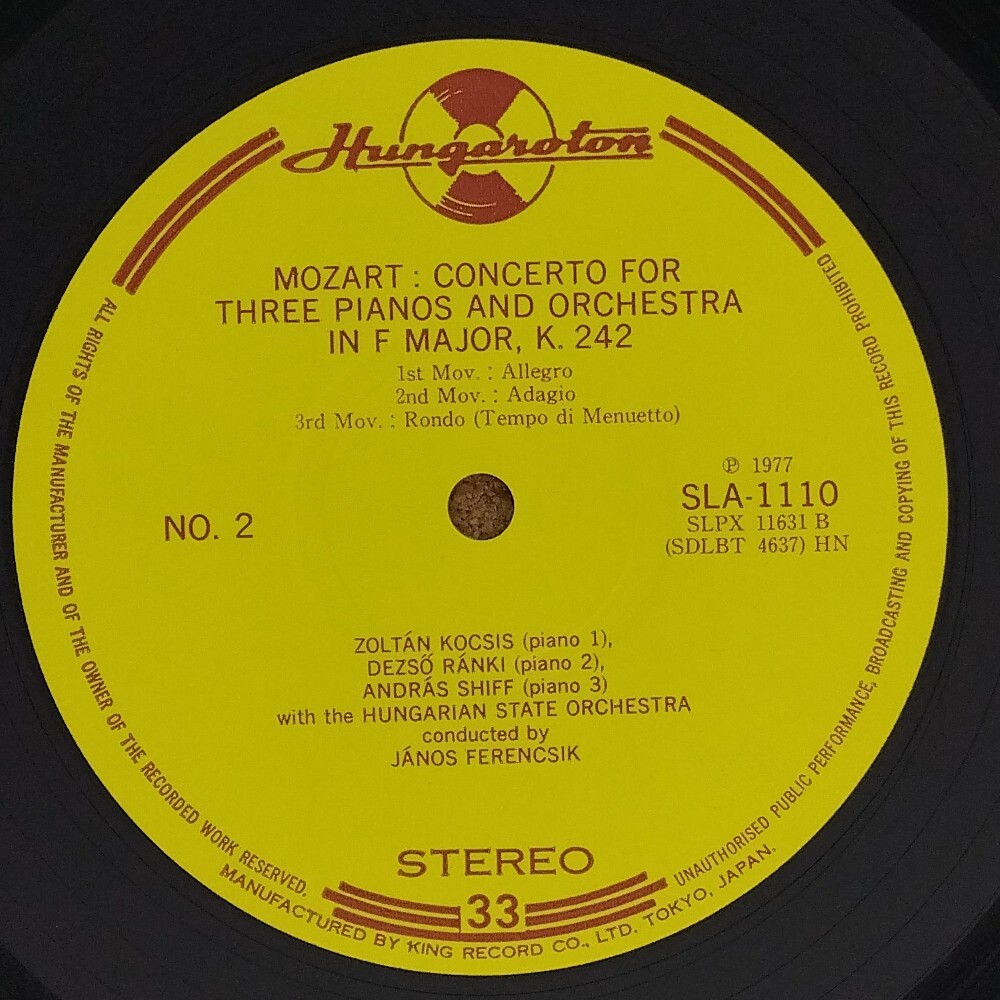 Hungaroton
MOZART : CONCERTO FOR
THREE PIANOS AND ORCHESTRA
IN F MAJOR, K. 242
1st Mov. : Allegro
2nd Mov. : Adagio
3rd Mov. : Rondo (Tempo di Menuetto)
℗ 1977
SLA-1110
SLPX 11631 B
(SDLBT 4637) HN
NO. 2
ZOLTÁN KOCSIS (piano 1),
DEZSŐ RÁNKI (piano 2),
ANDRÁS SHIFF (piano 3)
with the HUNGARIAN STATE ORCHESTRA
conducted by
JÁNOS FERENCSIK
STEREO
33
ALL RIGHTS OF THE MANUFACTURER AND OF THE OWNER OF THE RECORDED WORK RESERVED.
UNAUTHORISED PUBLIC PERFORMANCE, BROADCASTING AND COPYING OF THIS RECORD PROHIBITED
MANUFACTURED BY KING RECORD CO., LTD. TOKYO, JAPAN.